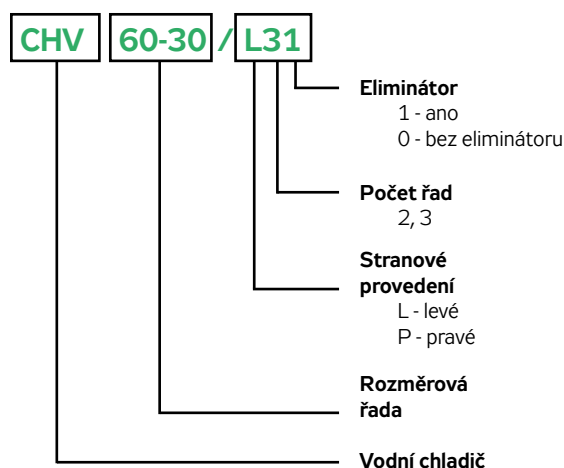 CHV 60-30 / L31
Eliminátor
1 - ano
0 - bez eliminátoru
Počet řad
2, 3
Stranové
provedení
L - levé
P - pravé
Rozměrová
řada
Vodní chladič